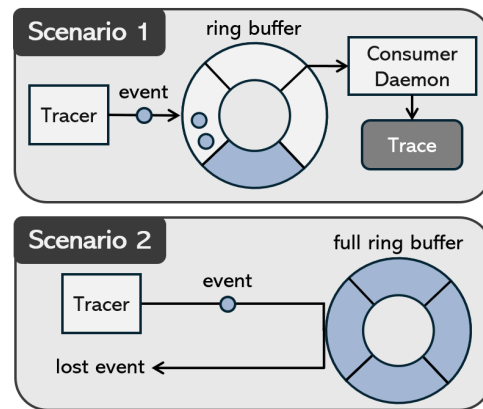 Scenario 1
ring buffer
event
Tracer
Consumer
Daemon
Trace
Scenario 2
full ring buffer
event
Tracer
lost event